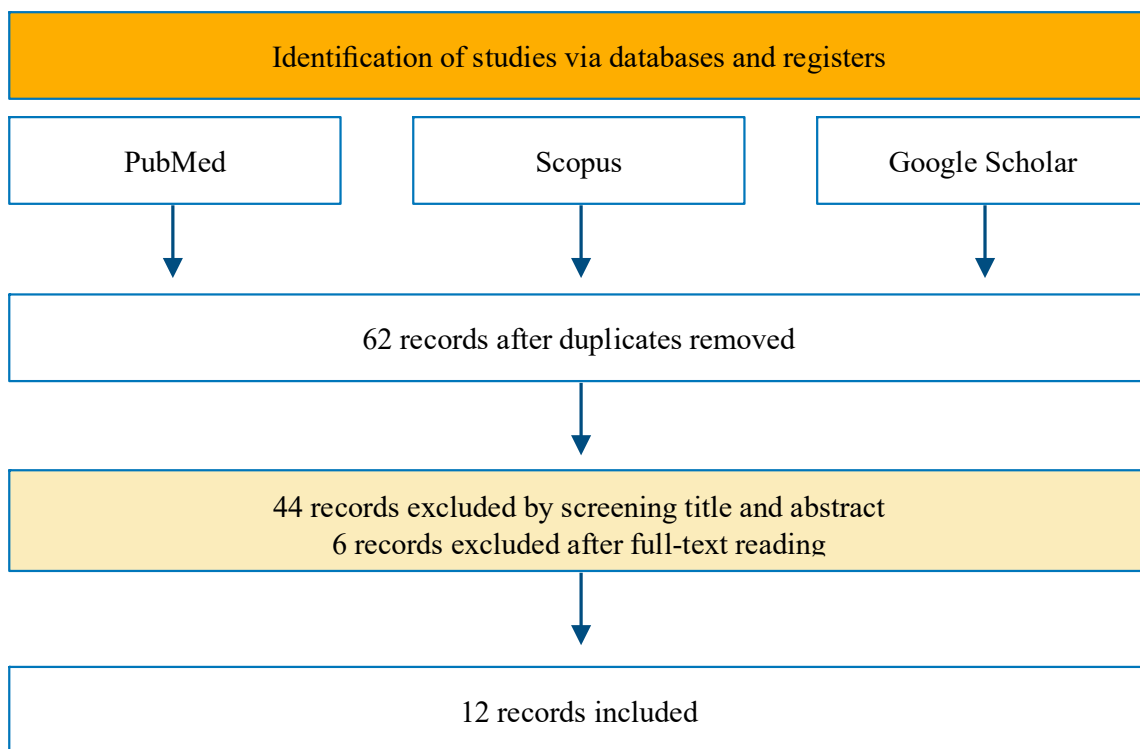 Identification of studies via databases and registers
PubMed
Scopus
Google Scholar
62 records after duplicates removed
44 records excluded by screening title and abstract
6 records excluded after full-text reading
12 records included